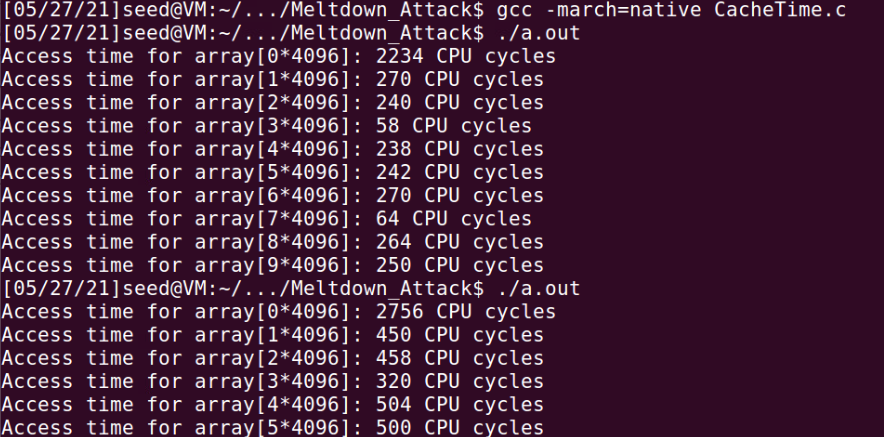 [05/27/21]seed@VM:~/.../Meltdown_Attack$ gcc -march=native CacheTime.c
[05/27/21]seed@VM:~/.../Meltdown_Attack$ ./a.out
Access time for array[0*4096]: 2234 CPU cycles
Access time for array[1*4096]: 270 CPU cycles
Access time for array[2*4096]: 240 CPU cycles
Access time for array[3*4096]: 58 CPU cycles
Access time for array[4*4096]: 238 CPU cycles
Access time for array[5*4096]: 242 CPU cycles
Access time for array[6*4096]: 270 CPU cycles
Access time for array[7*4096]: 64 CPU cycles
Access time for array[8*4096]: 264 CPU cycles
Access time for array[9*4096]: 250 CPU cycles
[05/27/21]seed@VM:~/.../Meltdown_Attack$ ./a.out
Access time for array[0*4096]: 2756 CPU cycles
Access time for array[1*4096]: 450 CPU cycles
Access time for array[2*4096]: 458 CPU cycles
Access time for array[3*4096]: 320 CPU cycles
Access time for array[4*4096]: 504 CPU cycles
Access time for array[5*4096]: 500 CPU cycles